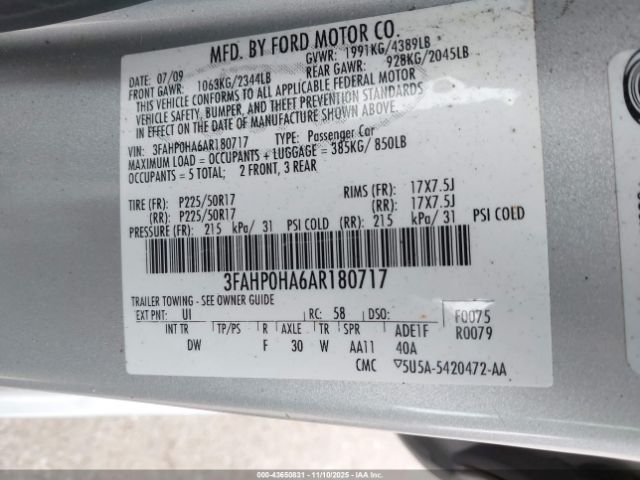 MFD. BY FORD MOTOR CO.
DATE: 07/09 GVWR: 1991KG/4389LB
FRONT GAWR: 1063KG/2344LB REAR GAWR: 928KG/2045LB
THIS VEHICLE CONFORMS TO ALL APPLICABLE FEDERAL MOTOR
VEHICLE SAFETY, BUMPER, AND THEFT PREVENTION STANDARDS
IN EFFECT ON THE DATE OF MANUFACTURE SHOWN ABOVE.
VIN: 3FAHP0HA6AR180717 TYPE: Passenger Car
MAXIMUM LOAD = OCCUPANTS + LUGGAGE = 385KG/ 850LB
OCCUPANTS = 5 TOTAL; 2 FRONT, 3 REAR
TIRE (FR): P225/50R17 RIMS (FR): 17X7.5J
(RR): P225/50R17 (RR): 17X7.5J
PRESSURE (FR): 215 kPa/ 31 PSI COLD (RR): 215 kPa/ 31 PSI COLD
3FAHP0HA6AR180717
TRAILER TOWING - SEE OWNER GUIDE
EXT PNT: UI RC: 58 DSO: F0075
INT TR TP/PS R AXLE TR SPR ADE1F R0079
DW F 30 W AA11 40A
CMC ▽5U5A-5420472-AA
000-43650831 - 11/10/2025 - IAAI.COM